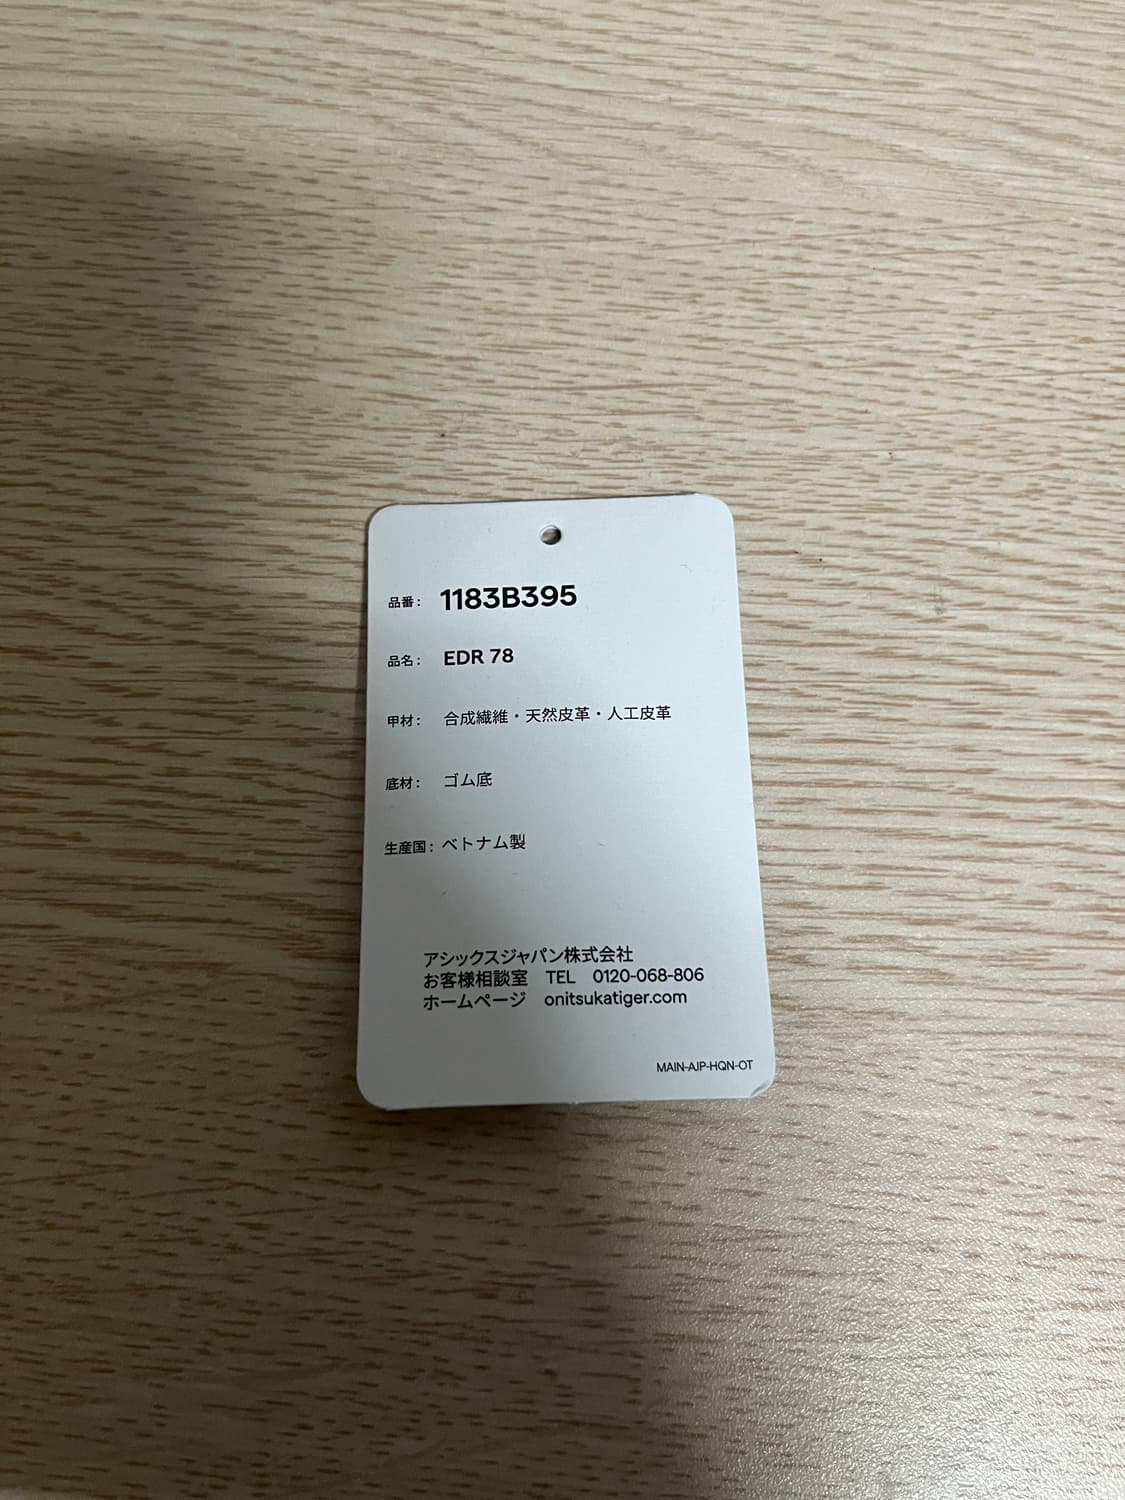 品番: 1183B395
品名: EDR 78
甲材: 合成繊維・天然皮革・人工皮革
底材: ゴム底
生産国: ベトナム製
アシックスジャパン株式会社
お客様相談室 TEL 0120-068-806
ホームページ onitsukatiger.com
MAIN-AJP-HQN-OT